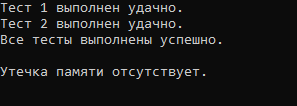 Тест 1 выполнен удачно.
Тест 2 выполнен удачно.
Все тесты выполнены успешно.
Утечка памяти отсутствует.